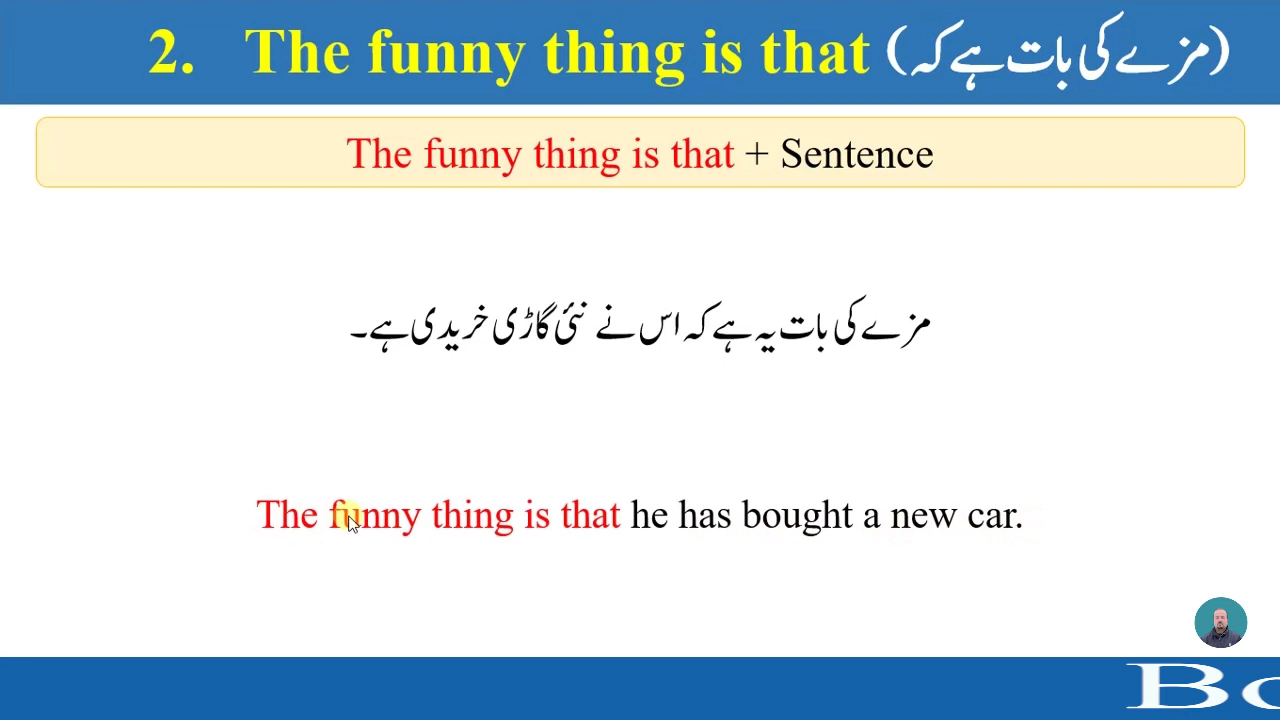 2. The funny thing is that (مزے کی بات ہے کہ)
The funny thing is that + Sentence
مزے کی بات یہ ہے کہ اس نے نئی گاڑی خریدی ہے۔
The funny thing is that he has bought a new car.